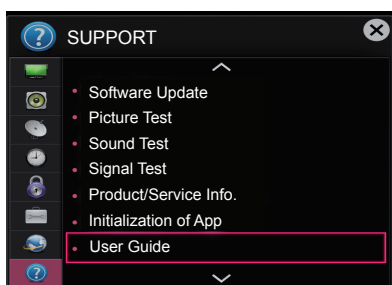 SUPPORT
Software Update
Picture Test
Sound Test
Signal Test
Product/Service Info.
Initialization of App
User Guide